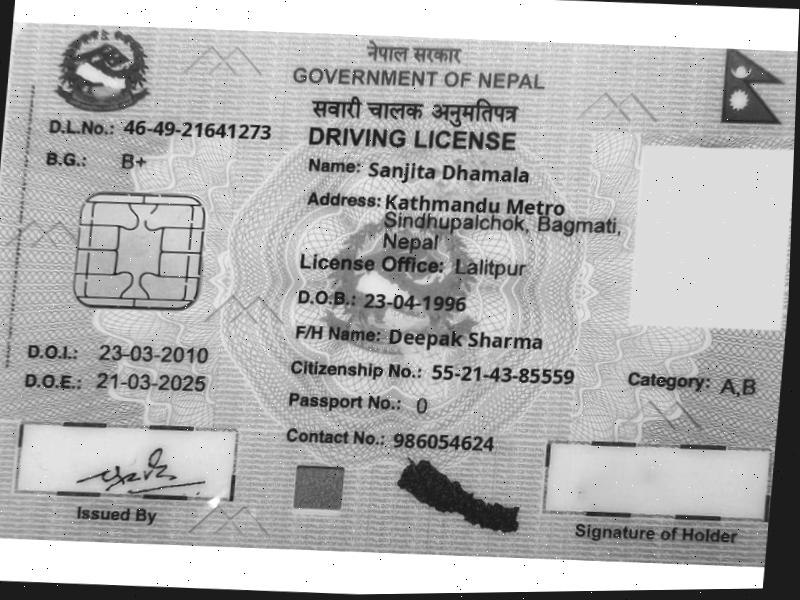 नेपाल सरकार
GOVERNMENT OF NEPAL
सवारी चालक अनुमतिपत्र
DRIVING LICENSE
D.L.No.: 46-49-21641273
B.G.: B+
Name: Sanjita Dhamala
Address: Kathmandu Metro
Sindhupalchok, Bagmati,
Nepal
License Office: Lalitpur
D.O.B.: 23-04-1996
F/H Name: Deepak Sharma
D.O.I.: 23-03-2010
D.O.E.: 21-03-2025
Citizenship No.: 55-21-43-85559
Category: A,B
Passport No.: 0
Contact No.: 986054624
Issued By
Signature of Holder